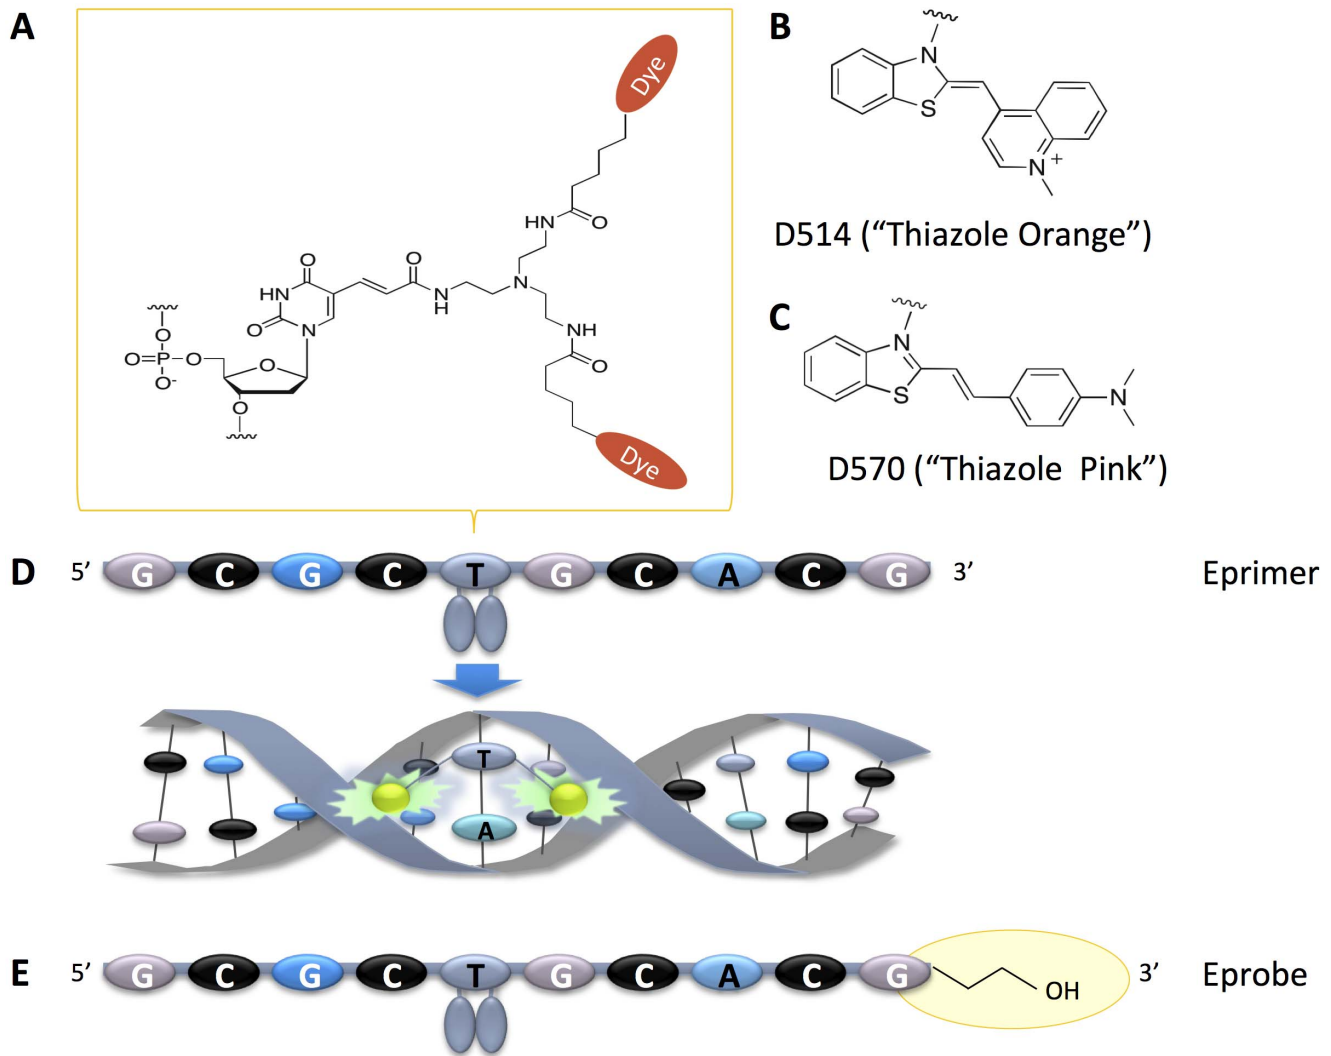 A
Dye
O
HN
O
O
O
HN
N
N
H
O
N
NH
O
O
O=P-O
O-
O
O
Dye
B
N
S
N+
D514 (“Thiazole Orange”)
C
N+
S
N
D570 (“Thiazole Pink”)
D 5’ G C G C T G C A C G 3’ Eprimer
T
A
E 5’ G C G C T G C A C G 3’ Eprobe
OH